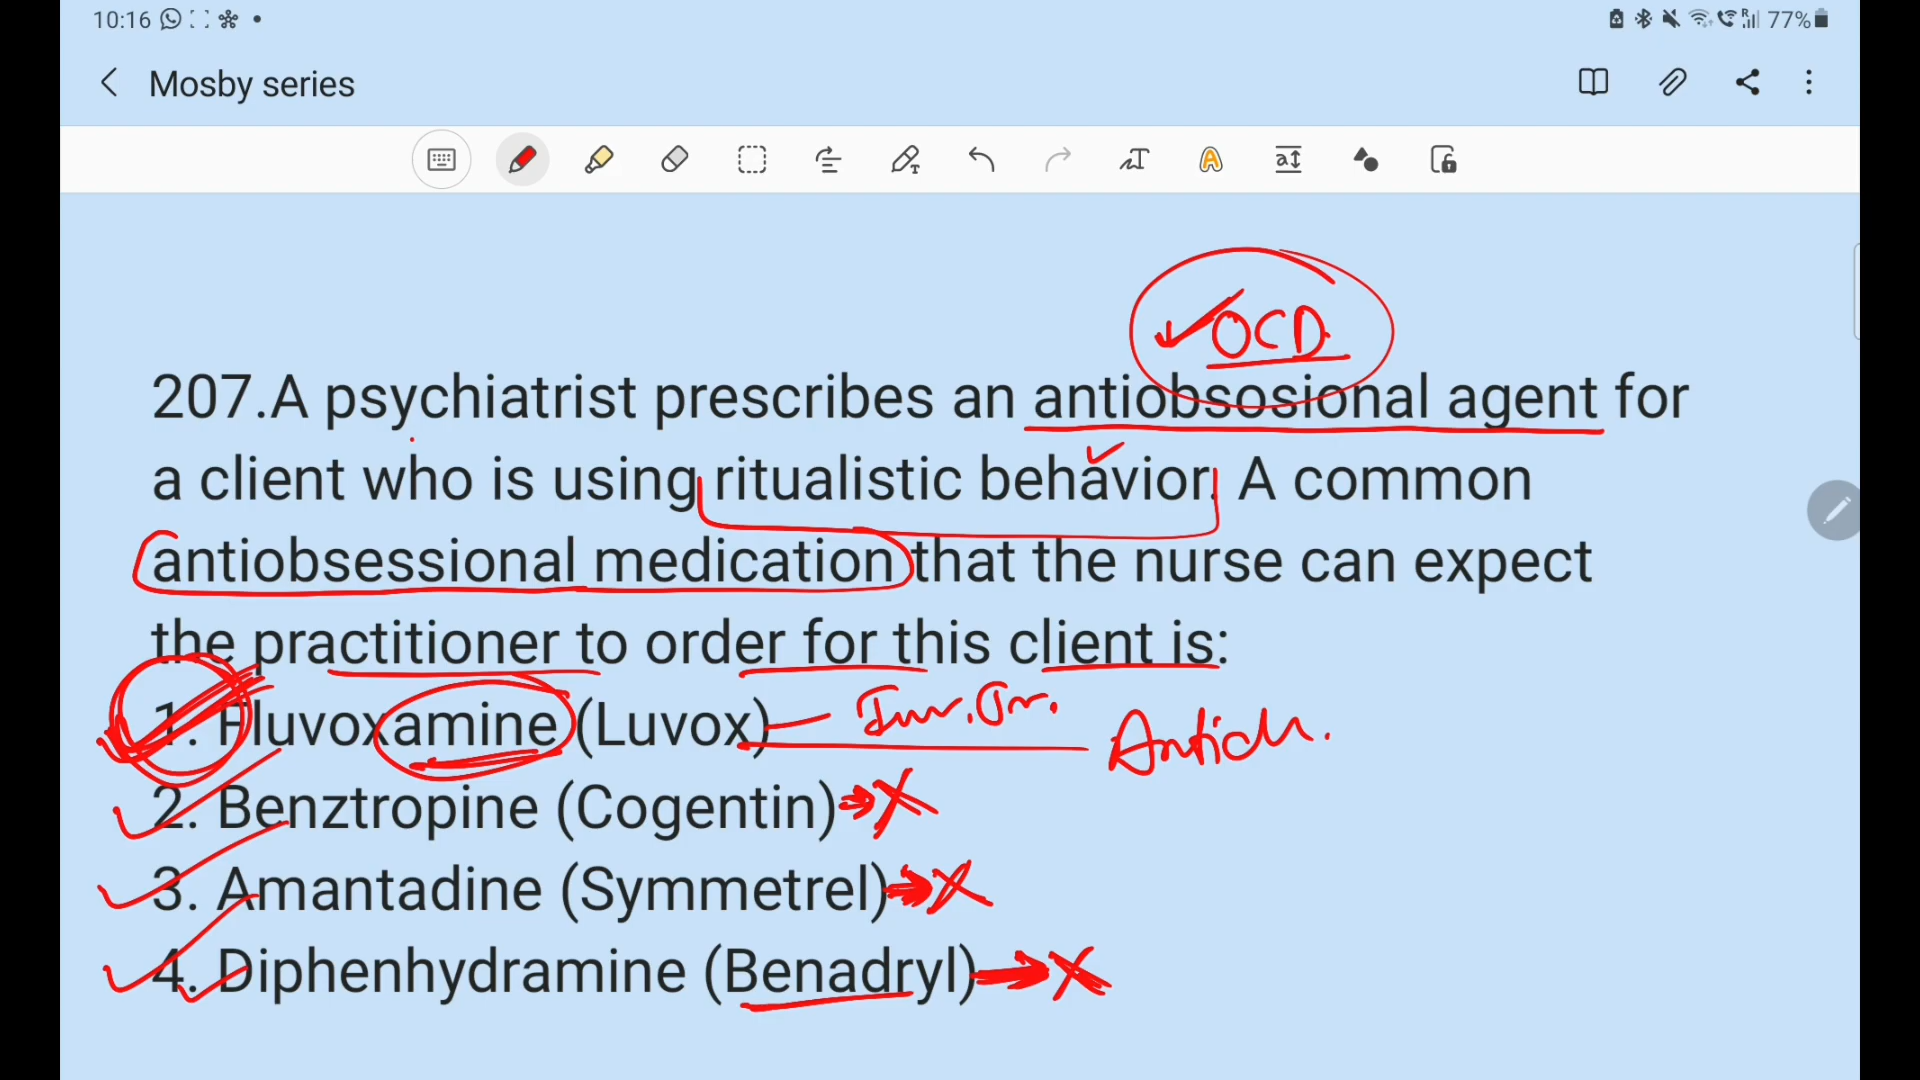 10:16
77%
Mosby series
OCD
207.A psychiatrist prescribes an antiobsosional agent for
a client who is using ritualistic behavior. A common
antiobsessional medication that the nurse can expect
the practitioner to order for this client is:
1. Fluvoxamine (Luvox)
2. Benztropine (Cogentin)
3. Amantadine (Symmetrel)
4. Diphenhydramine (Benadryl)